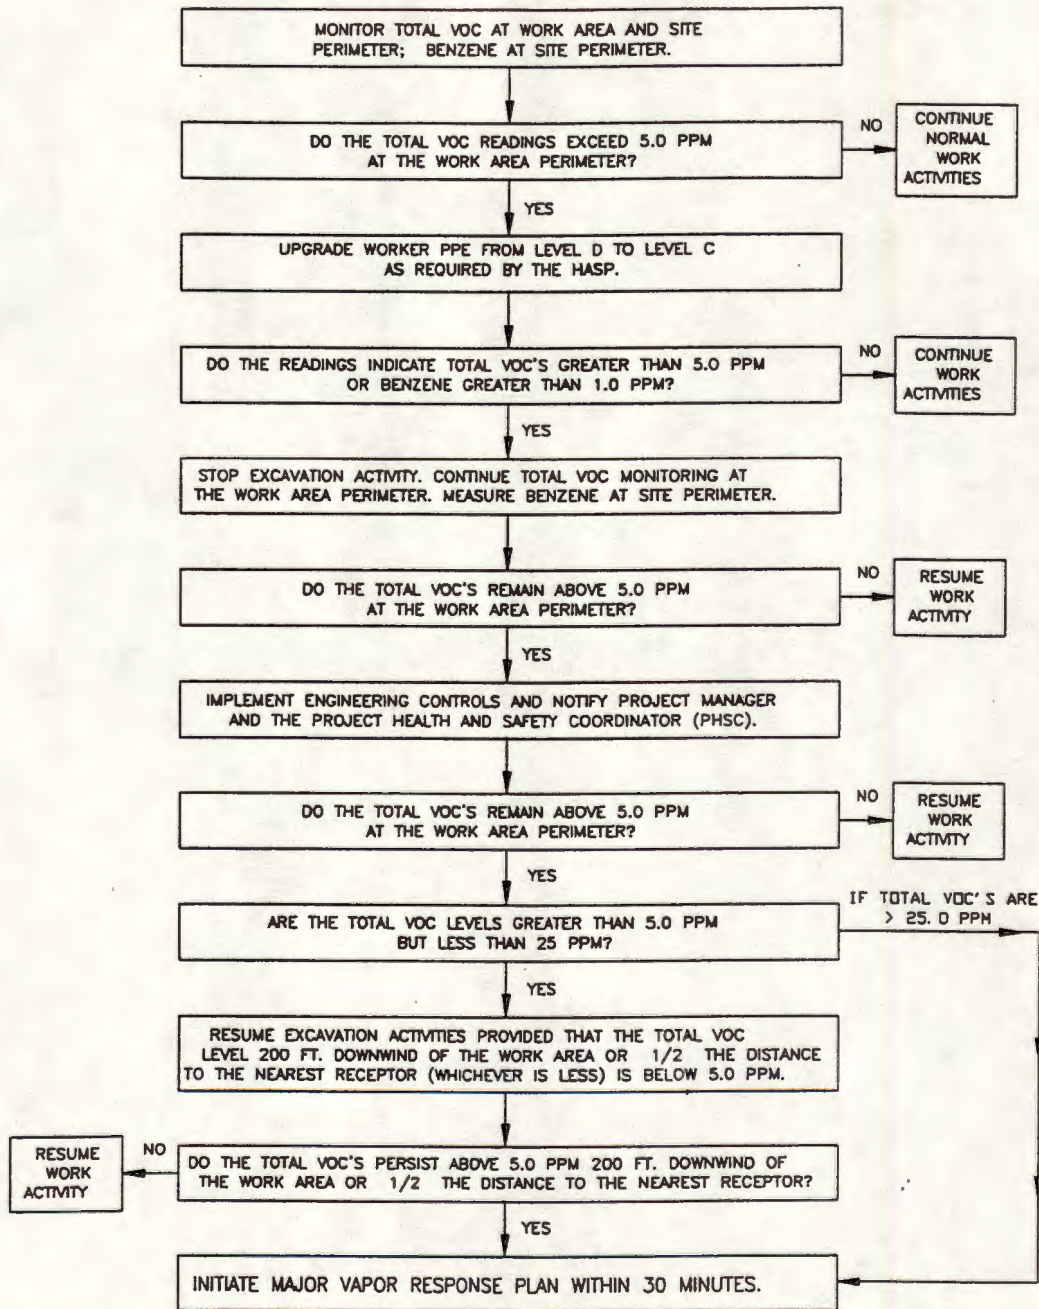 MONITOR TOTAL VOC AT WORK AREA AND SITE
PERIMETER; BENZENE AT SITE PERIMETER.
DO THE TOTAL VOC READINGS EXCEED 5.0 PPM
AT THE WORK AREA PERIMETER?
NO
CONTINUE
NORMAL
WORK
ACTIVITIES
YES
UPGRADE WORKER PPE FROM LEVEL D TO LEVEL C
AS REQUIRED BY THE HASP.
DO THE READINGS INDICATE TOTAL VOC'S GREATER THAN 5.0 PPM
OR BENZENE GREATER THAN 1.0 PPM?
NO
CONTINUE
WORK
ACTIVITIES
YES
STOP EXCAVATION ACTIVITY. CONTINUE TOTAL VOC MONITORING AT
THE WORK AREA PERIMETER. MEASURE BENZENE AT SITE PERIMETER.
DO THE TOTAL VOC'S REMAIN ABOVE 5.0 PPM
AT THE WORK AREA PERIMETER?
NO
RESUME
WORK
ACTIVITY
YES
IMPLEMENT ENGINEERING CONTROLS AND NOTIFY PROJECT MANAGER
AND THE PROJECT HEALTH AND SAFETY COORDINATOR (PHSC).
DO THE TOTAL VOC'S REMAIN ABOVE 5.0 PPM
AT THE WORK AREA PERIMETER?
NO
RESUME
WORK
ACTIVITY
YES
ARE THE TOTAL VOC LEVELS GREATER THAN 5.0 PPM
BUT LESS THAN 25 PPM?
IF TOTAL VOC'S ARE
> 25.0 PPM
YES
RESUME EXCAVATION ACTIVITIES PROVIDED THAT THE TOTAL VOC
LEVEL 200 FT. DOWNWIND OF THE WORK AREA OR 1/2 THE DISTANCE
TO THE NEAREST RECEPTOR (WHICHEVER IS LESS) IS BELOW 5.0 PPM.
RESUME
WORK
ACTIVITY
NO
DO THE TOTAL VOC'S PERSIST ABOVE 5.0 PPM 200 FT. DOWNWIND OF
THE WORK AREA OR 1/2 THE DISTANCE TO THE NEAREST RECEPTOR?
YES
INITIATE MAJOR VAPOR RESPONSE PLAN WITHIN 30 MINUTES.